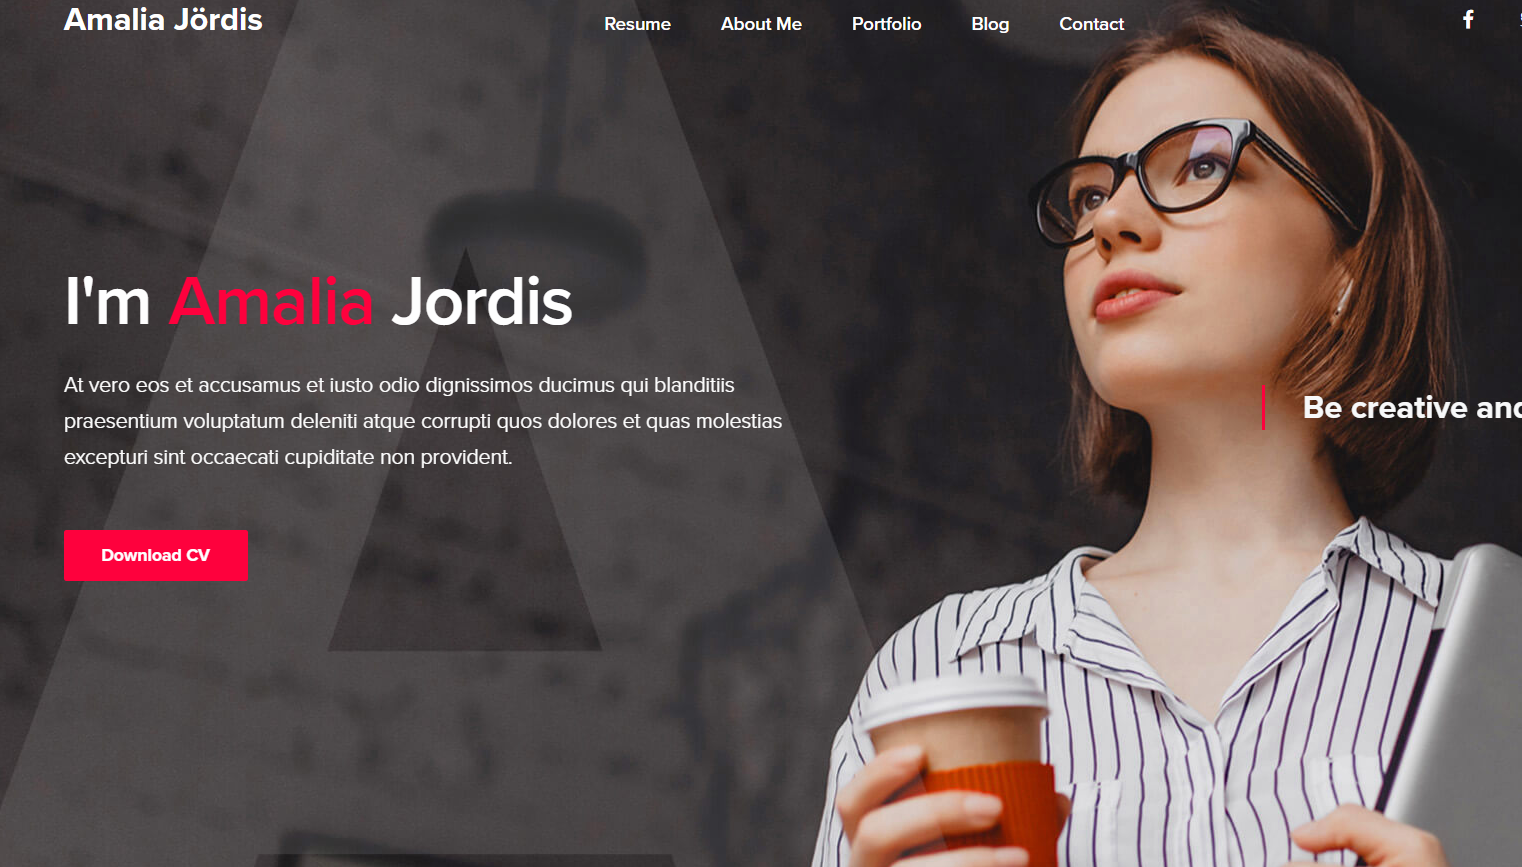 Amalia Jördis
Resume About Me Portfolio Blog Contact
I'm Amalia Jordis
At vero eos et accusamus et iusto odio dignissimos ducimus qui blanditiis
praesentium voluptatum deleniti atque corrupti quos dolores et quas molestias
excepturi sint occaecati cupiditate non provident.
Be creative and
Download CV